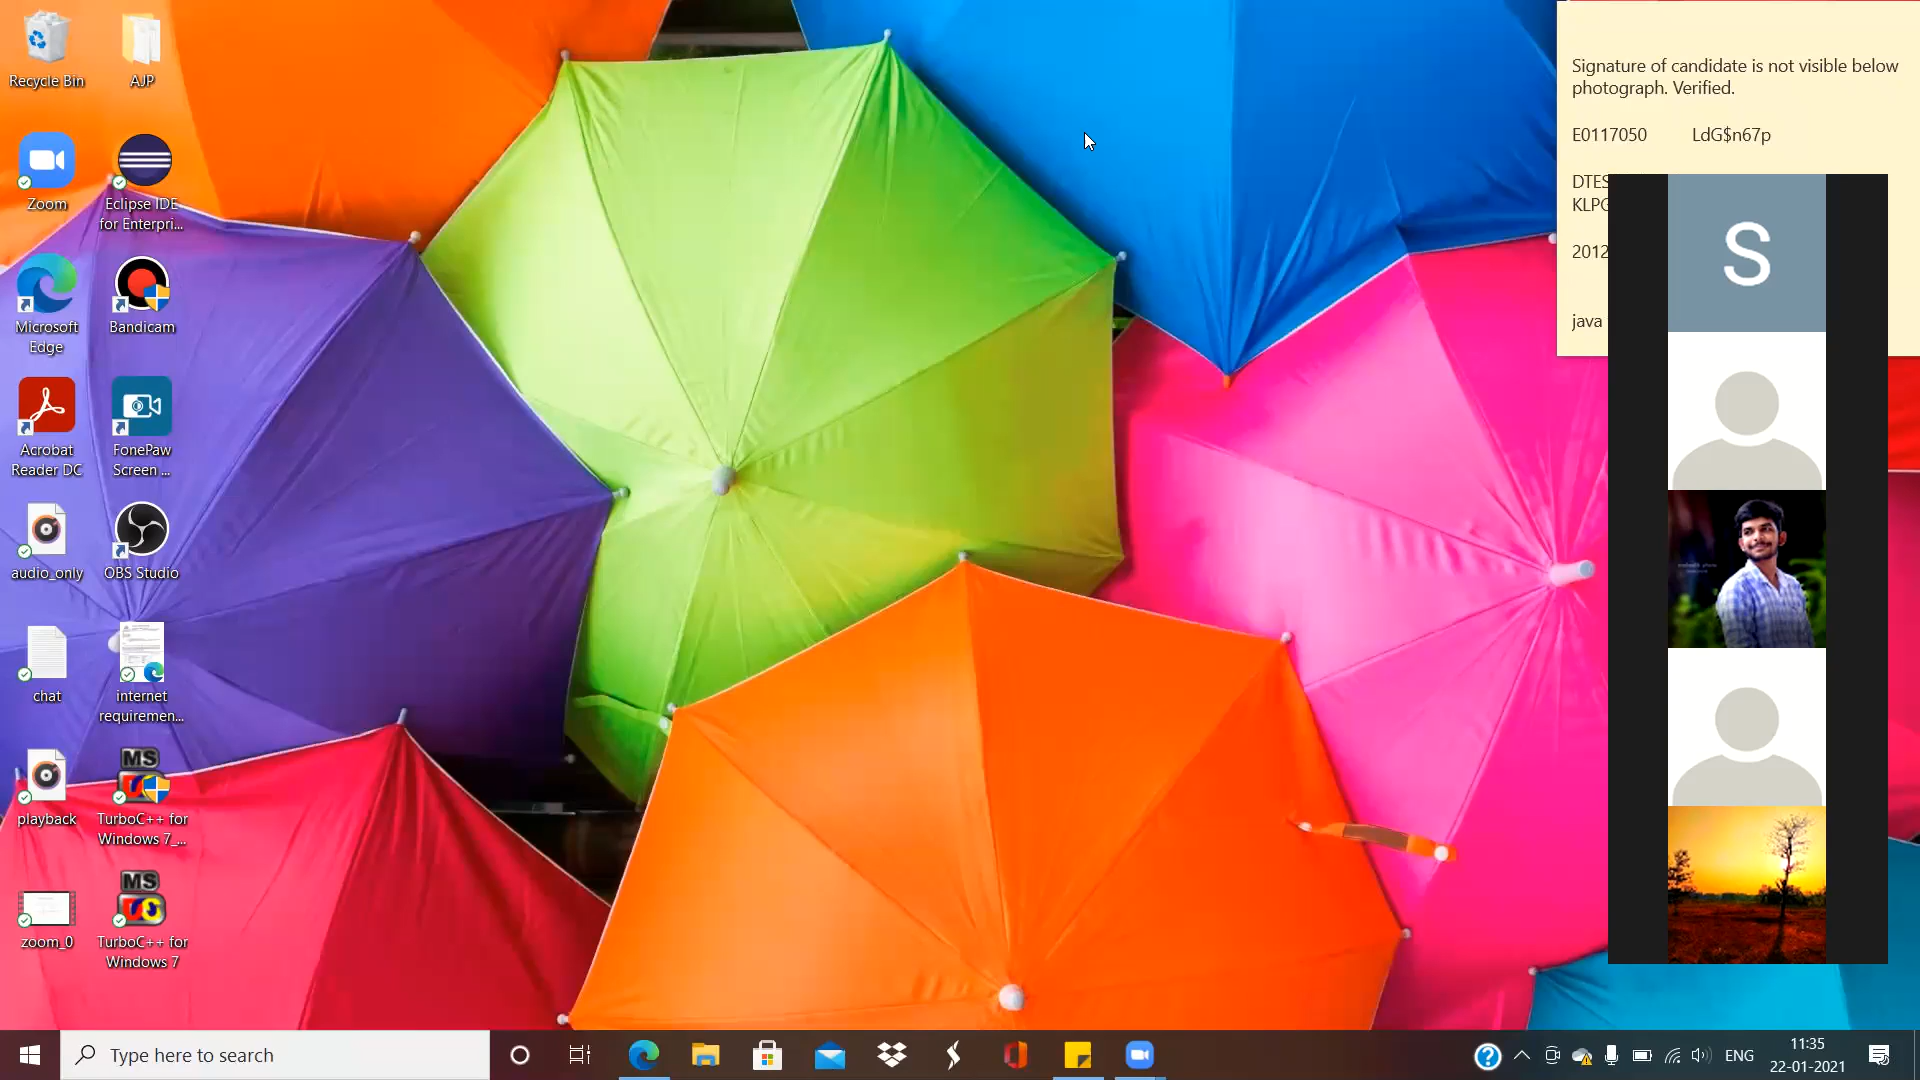 Recycle Bin
AJP
Zoom
Eclipse IDE
for Enterpri...
Microsoft
Edge
Bandicam
Acrobat
Reader DC
FonePaw
Screen ...
audio_only
OBS Studio
chat
internet
requiremen...
playback
MS
TurboC++ for
Windows 7_...
zoom_0
MS
TurboC++ for
Windows 7
Signature of candidate is not visible below
photograph. Verified.
E0117050 LdG$n67p
DTES
KLPG
2012
java
S
Type here to search
ENG
11:35
22-01-2021